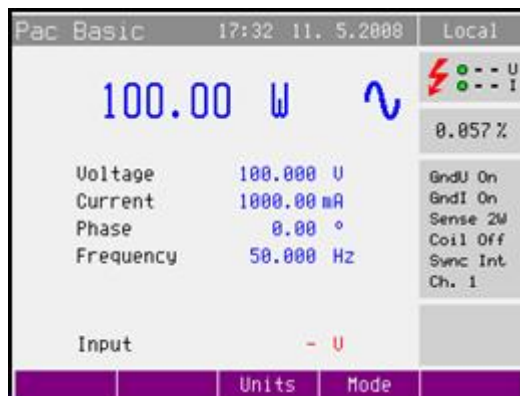 Pac Basic 17:32 11. 5.2008 Local
100.00 W
-- U
-- I
0.057 %
Voltage 100.000 V
Current 1000.00 mA
Phase 0.00 °
Frequency 50.000 Hz
GndU On
GndI On
Sense 2W
Coil Off
Sync Int
Ch. 1
Input - V
Units Mode